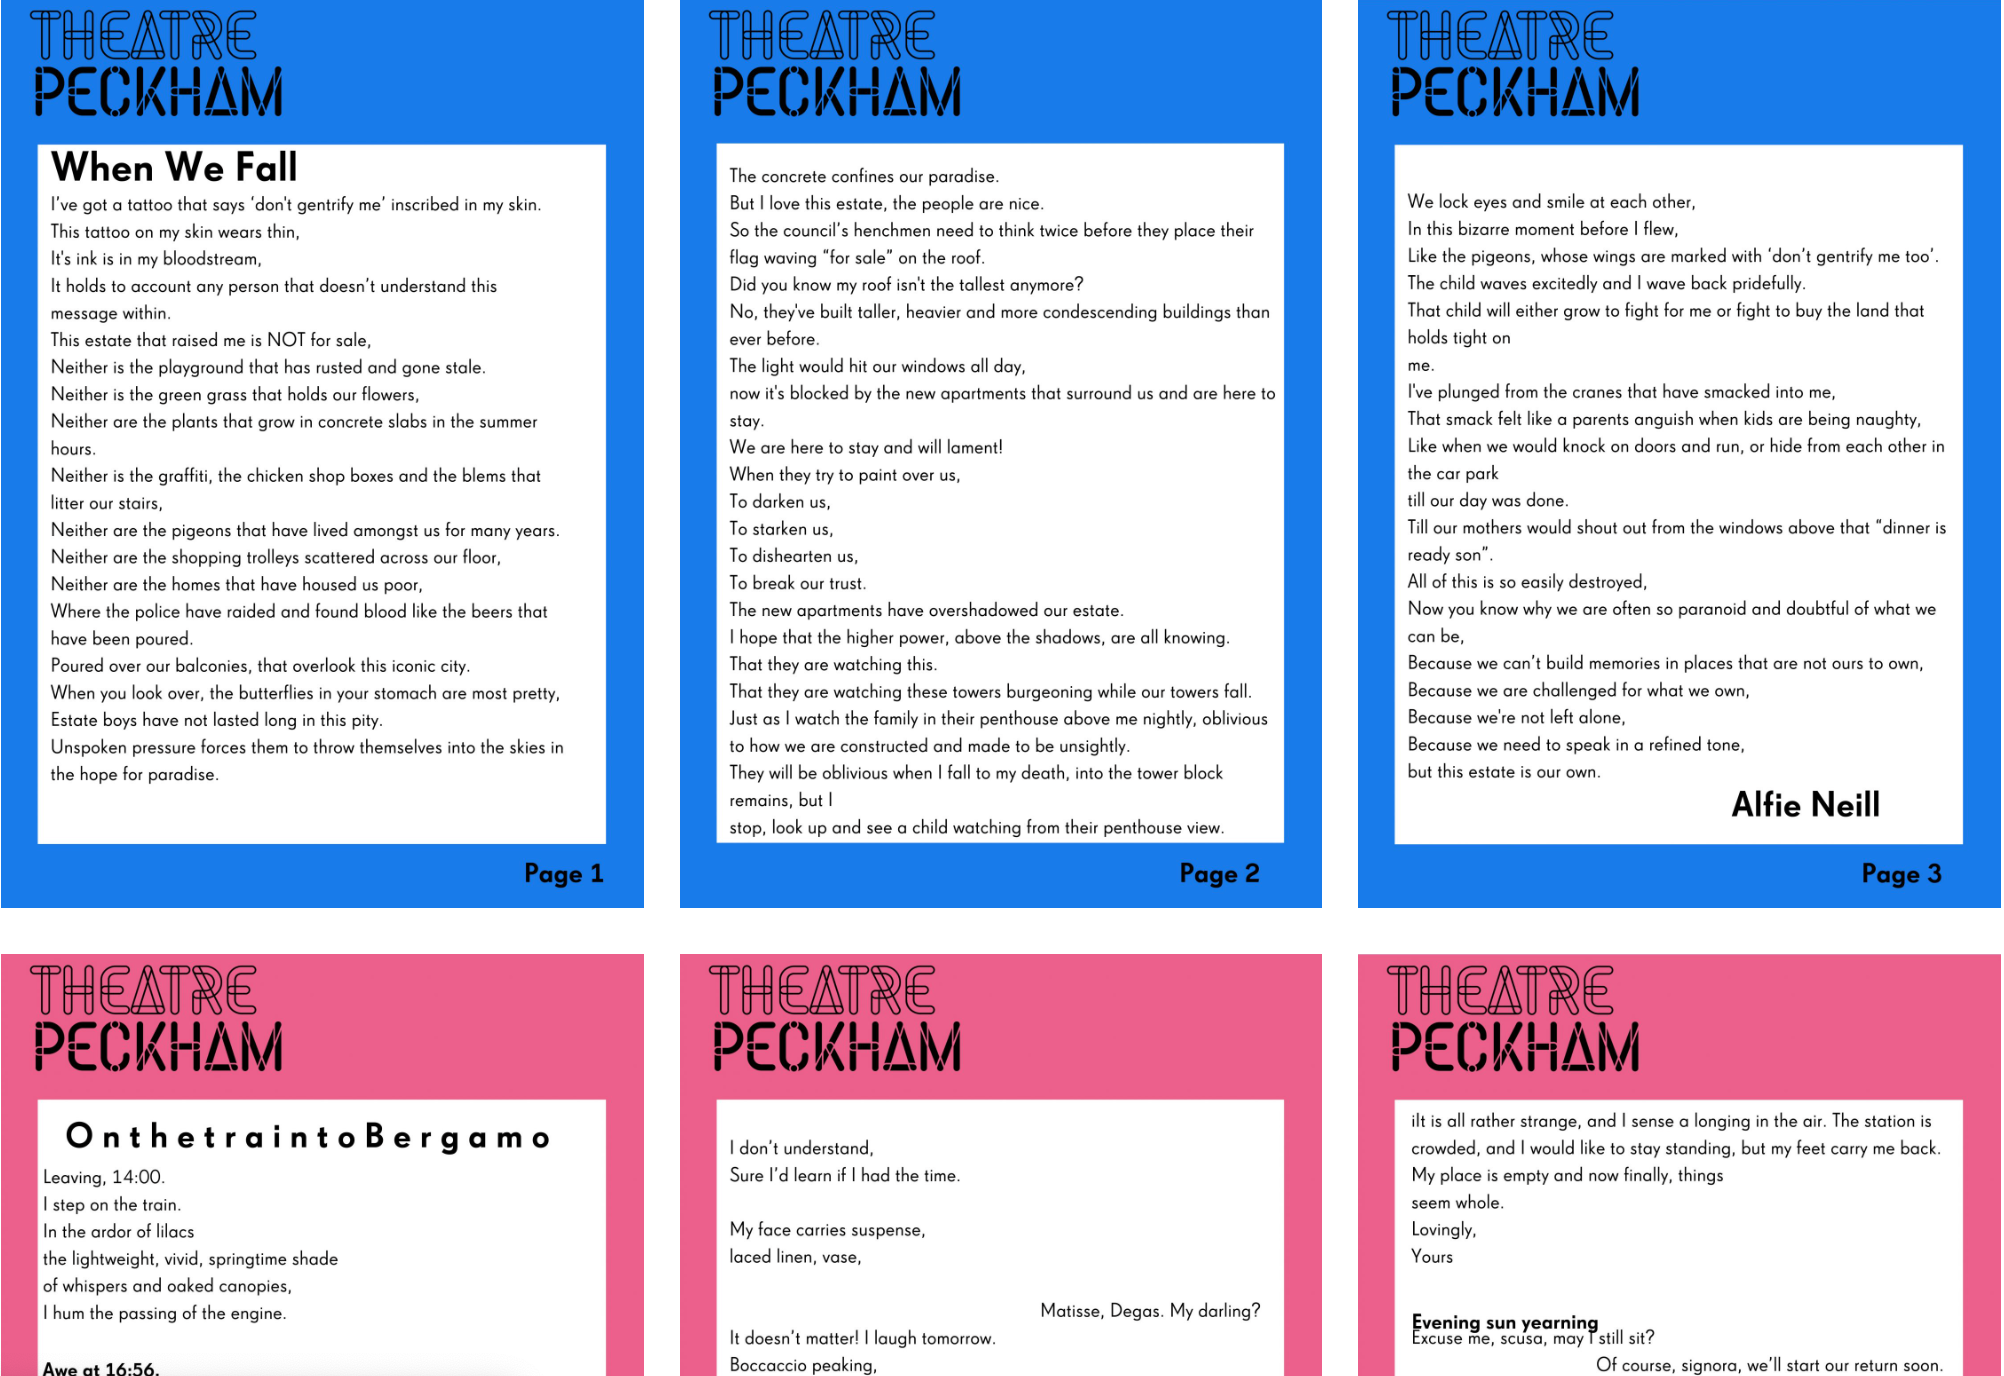 THEATRE
PECKHAM
When We Fall
I've got a tattoo that says ‘don't gentrify me’ inscribed in my skin.
This tattoo on my skin wears thin,
It's ink is in my bloodstream,
It holds to account any person that doesn’t understand this
message within.
This estate that raised me is NOT for sale,
Neither is the playground that has rusted and gone stale.
Neither is the green grass that holds our flowers,
Neither are the plants that grow in concrete slabs in the summer
hours.
Neither is the graffiti, the chicken shop boxes and the blems that
litter our stairs,
Neither are the pigeons that have lived amongst us for many years.
Neither are the shopping trolleys scattered across our floor,
Neither are the homes that have housed us poor,
Where the police have raided and found blood like the beers that
have been poured.
Poured over our balconies, that overlook this iconic city.
When you look over, the butterflies in your stomach are most pretty,
Estate boys have not lasted long in this pity.
Unspoken pressure forces them to throw themselves into the skies in
the hope for paradise.
Page 1
THEATRE
PECKHAM
The concrete confines our paradise.
But I love this estate, the people are nice.
So the council’s henchmen need to think twice before they place their
flag waving “for sale” on the roof.
Did you know my roof isn't the tallest anymore?
No, they've built taller, heavier and more condescending buildings than
ever before.
The light would hit our windows all day,
now it's blocked by the new apartments that surround us and are here to
stay.
We are here to stay and will lament!
When they try to paint over us,
To darken us,
To starken us,
To dishearten us,
To break our trust.
The new apartments have overshadowed our estate.
I hope that the higher power, above the shadows, are all knowing.
That they are watching this.
That they are watching these towers burgeoning while our towers fall.
Just as I watch the family in their penthouse above me nightly, oblivious
to how we are constructed and made to be unsightly.
They will be oblivious when I fall to my death, into the tower block
remains, but I
stop, look up and see a child watching from their penthouse view.
Page 2
THEATRE
PECKHAM
We lock eyes and smile at each other,
In this bizarre moment before I flew,
Like the pigeons, whose wings are marked with ‘don’t gentrify me too’.
The child waves excitedly and I wave back pridefully.
That child will either grow to fight for me or fight to buy the land that
holds tight on
me.
I've plunged from the cranes that have smacked into me,
That smack felt like a parents anguish when kids are being naughty,
Like when we would knock on doors and run, or hide from each other in
the car park
till our day was done.
Till our mothers would shout out from the windows above that “dinner is
ready son”.
All of this is so easily destroyed,
Now you know why we are often so paranoid and doubtful of what we
can be,
Because we can’t build memories in places that are not ours to own,
Because we are challenged for what we own,
Because we're not left alone,
Because we need to speak in a refined tone,
but this estate is our own.
Alfie Neill
Page 3
THEATRE
PECKHAM
OnthetraintoBergamo
Leaving, 14:00.
I step on the train.
In the ardor of lilacs
the lightweight, vivid, springtime shade
of whispers and oaked canopies,
I hum the passing of the engine.
Awe at 16:56.
THEATRE
PECKHAM
I don’t understand,
Sure I’d learn if I had the time.
My face carries suspense,
laced linen, vase,
Matisse, Degas. My darling?
It doesn’t matter! I laugh tomorrow.
Boccaccio peaking,
THEATRE
PECKHAM
iIt is all rather strange, and I sense a longing in the air. The station is
crowded, and I would like to stay standing, but my feet carry me back.
My place is empty and now finally, things
seem whole.
Lovingly,
Yours
Evening sun yearning
Excuse me, scusa, may I still sit?
Of course, signora, we’ll start our return soon.